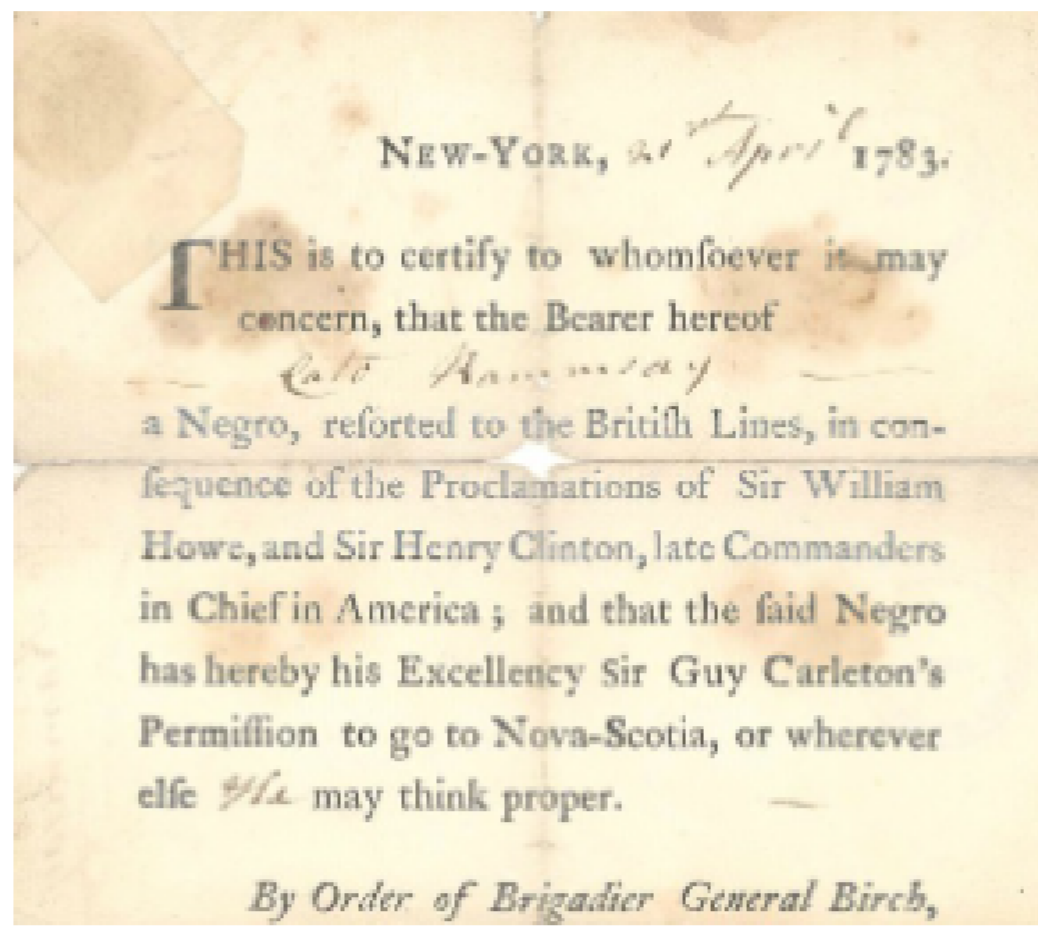 NEW-YORK, 21st April 1783.
THIS is to certify to whomſoever it may
concern, that the Bearer hereof
Cato Rammsay
a Negro, reſorted to the Britiſh Lines, in con-
ſequence of the Proclamations of Sir William
Howe, and Sir Henry Clinton, late Commanders
in Chief in America; and that the ſaid Negro
has hereby his Excellency Sir Guy Carleton's
Permiſſion to go to Nova-Scotia, or wherever
elſe He may think proper.
By Order of Brigadier General Birch,